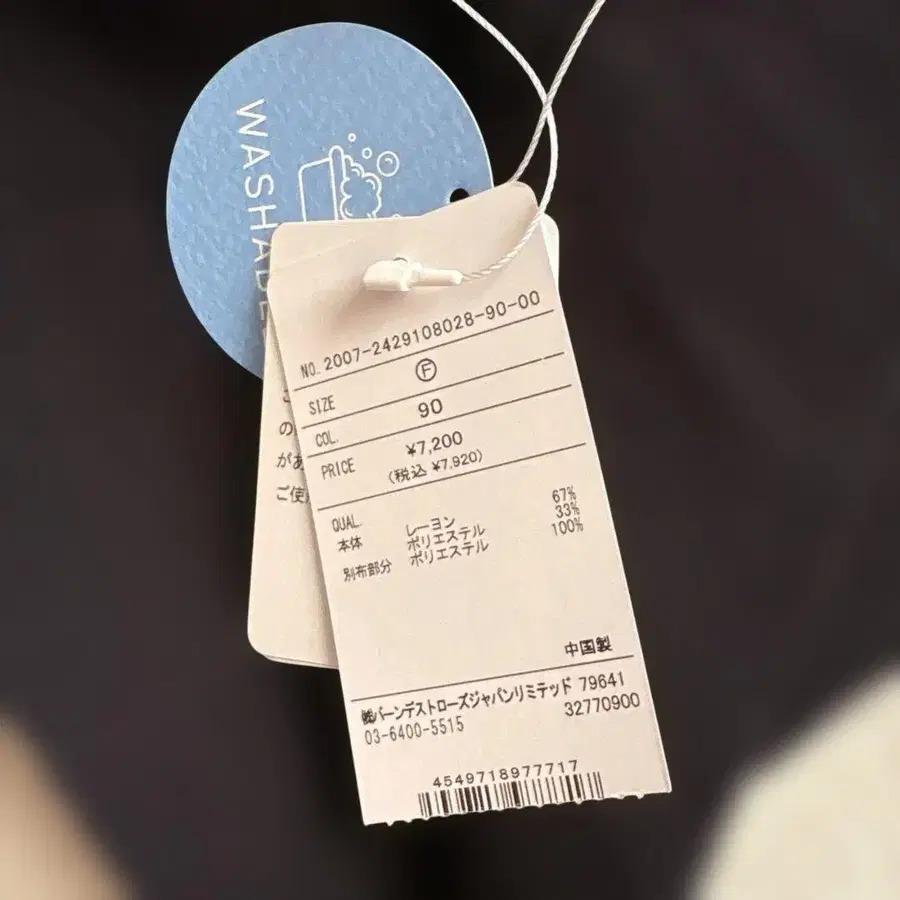 WASHABLE
NO. 2007-2429108028-90-00
SIZE Ⓕ
COL. 90
PRICE ¥7,200
(税込 ¥7,920)
QUAL.
本体 レーヨン 67%
ポリエステル 33%
別布部分 ポリエステル 100%
中国製
㈱バーンデストローズジャパンリミテッド 79641
03-6400-5515 32770900
4549718977717
の
があ
ご使